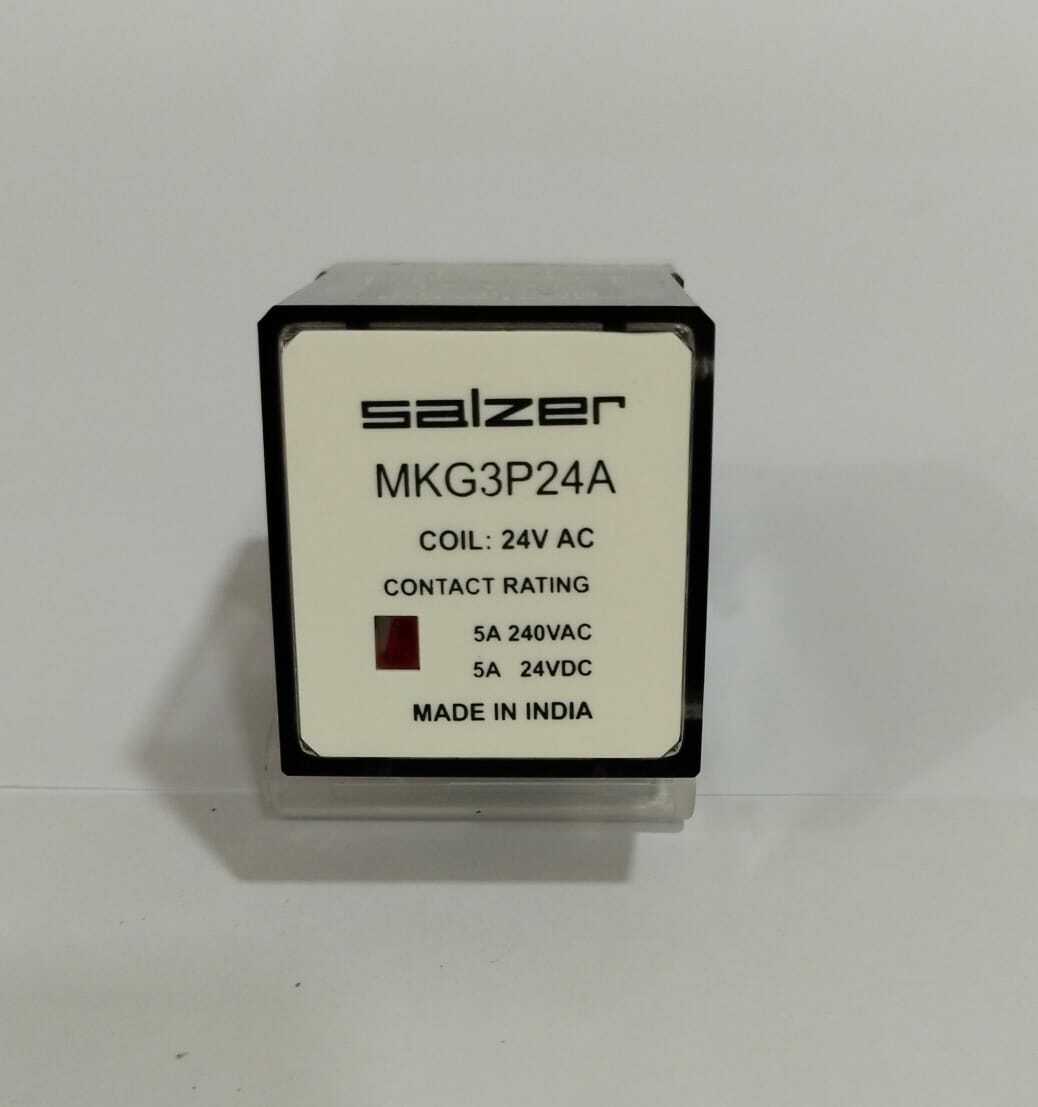 salzer
MKG3P24A
COIL: 24V AC
CONTACT RATING
5A 240VAC
5A 24VDC
MADE IN INDIA